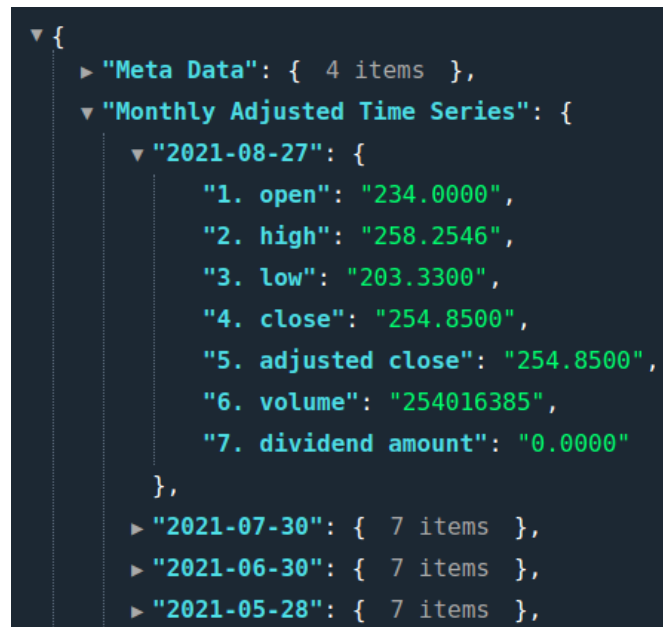 {
"Meta Data": { 4 items },
"Monthly Adjusted Time Series": {
"2021-08-27": {
"1. open": "234.0000",
"2. high": "258.2546",
"3. low": "203.3300",
"4. close": "254.8500",
"5. adjusted close": "254.8500",
"6. volume": "254016385",
"7. dividend amount": "0.0000"
},
"2021-07-30": { 7 items },
"2021-06-30": { 7 items },
"2021-05-28": { 7 items },